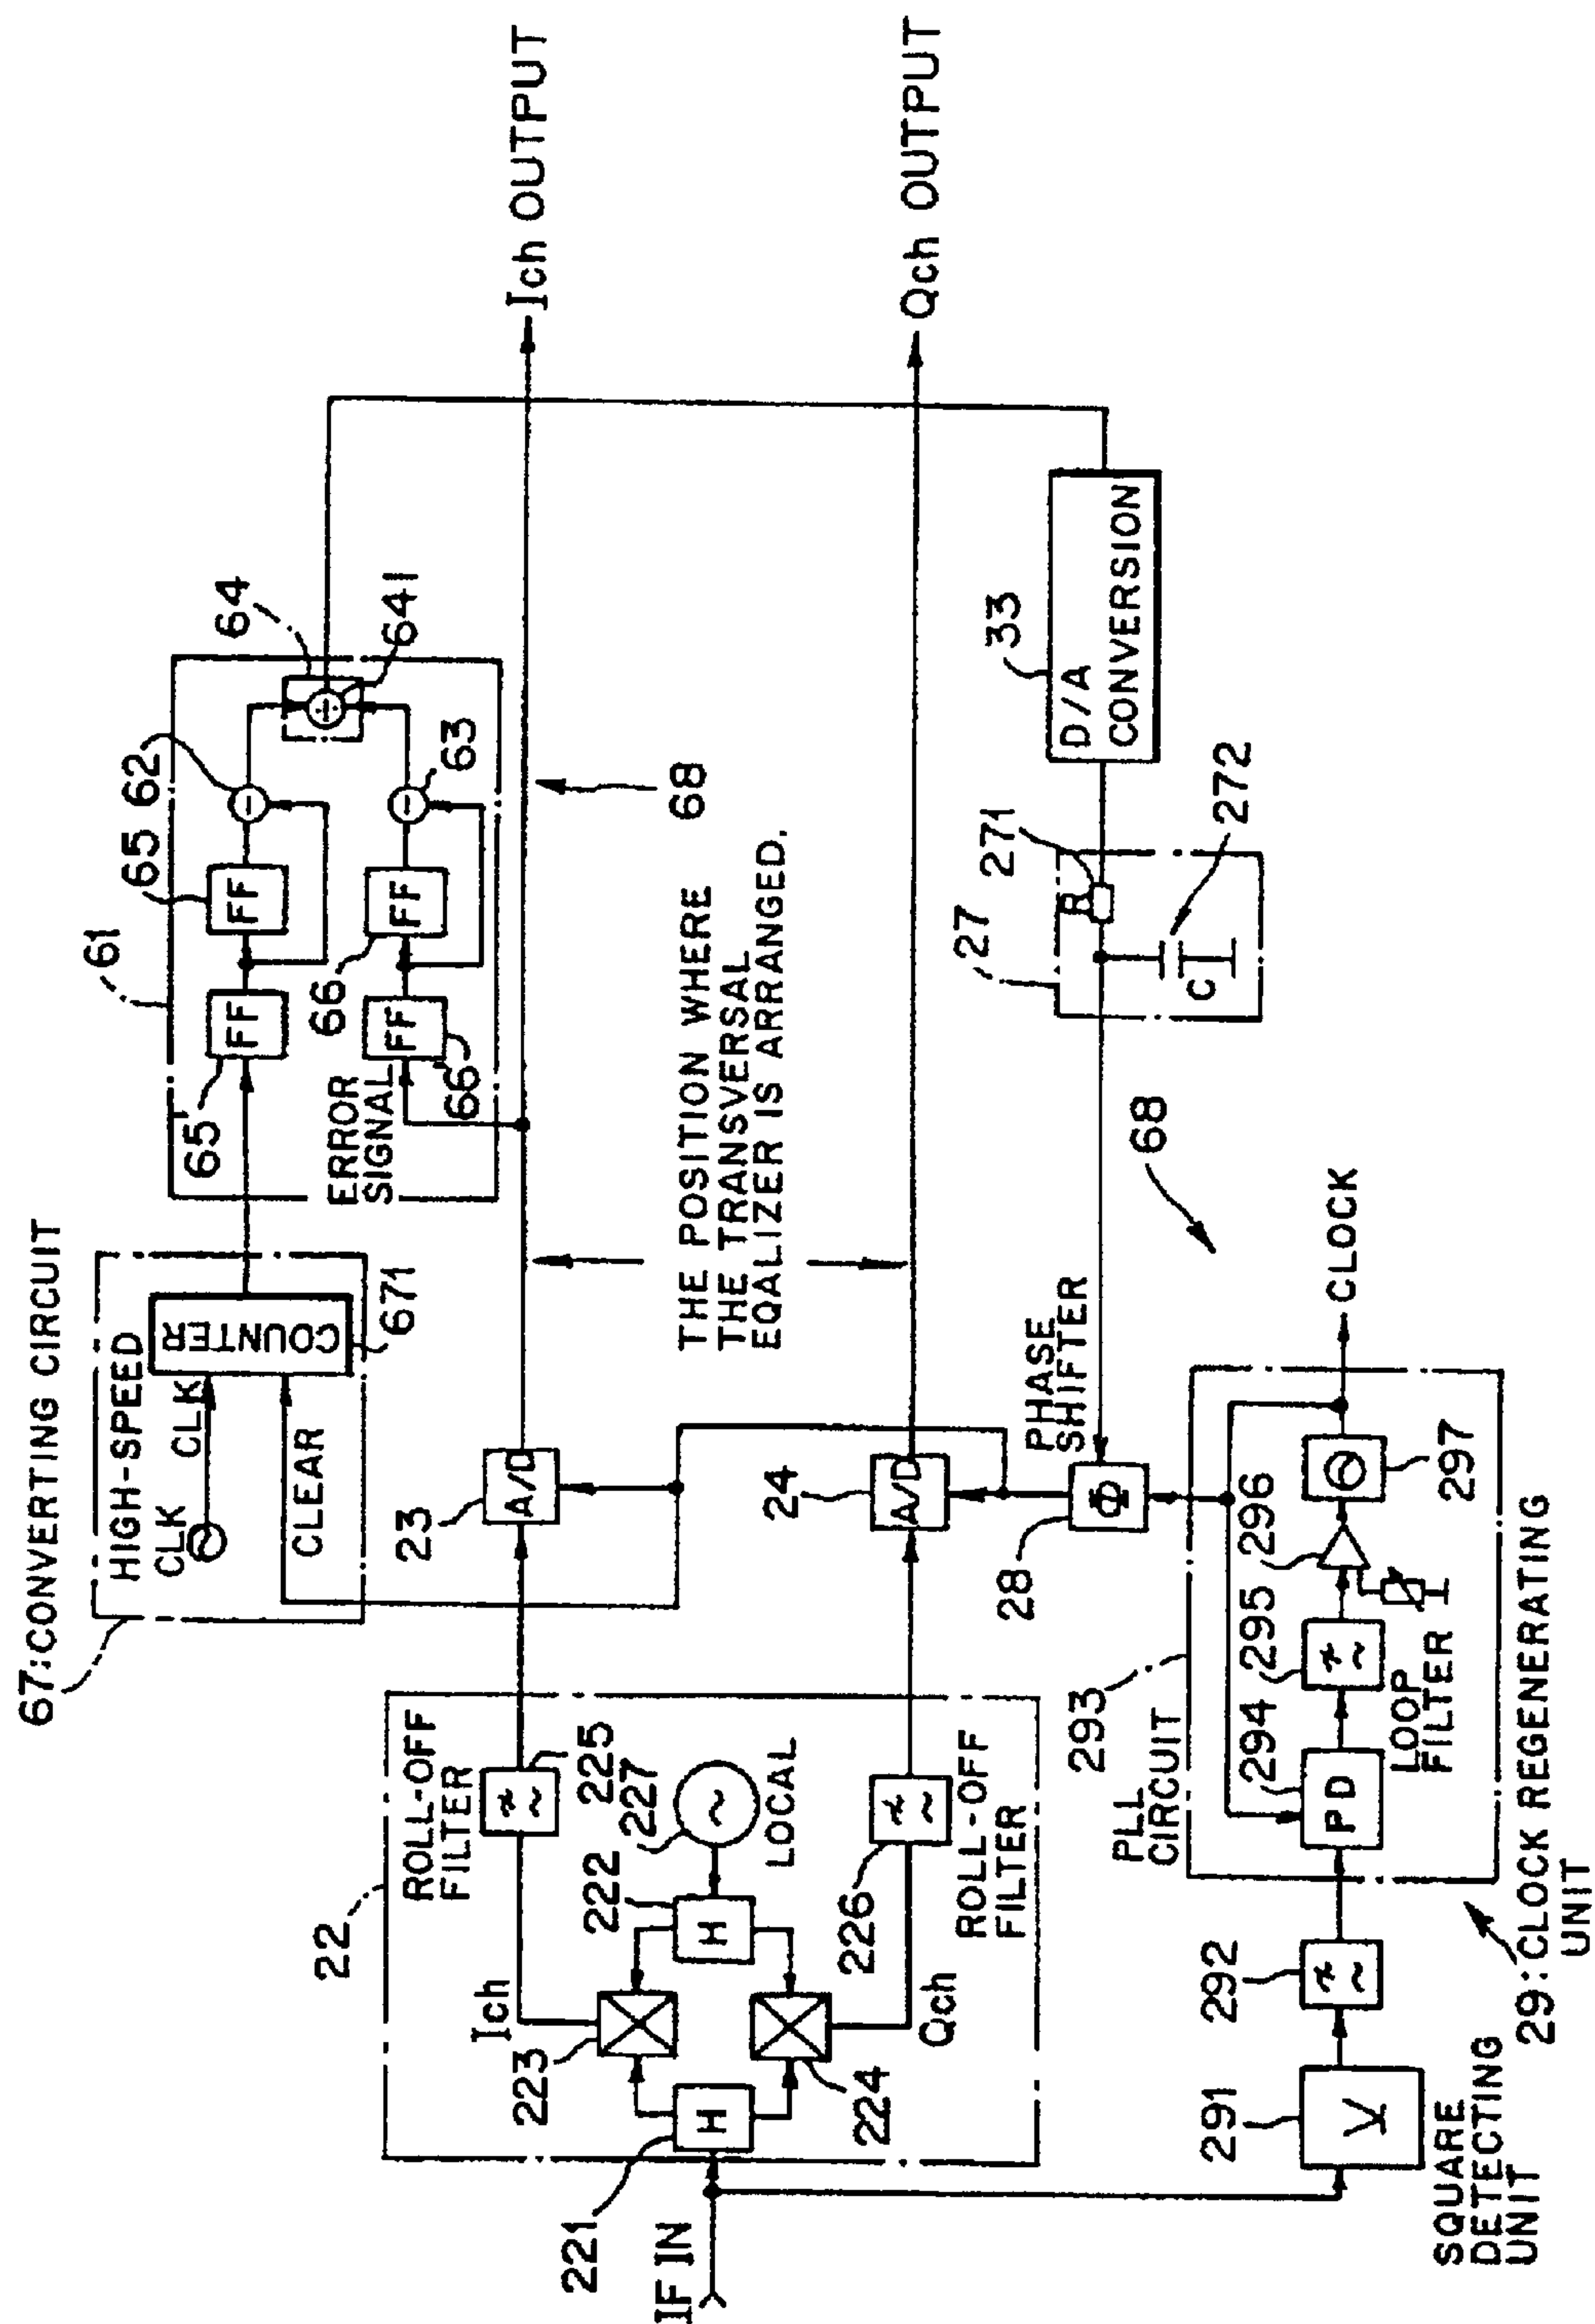 67:CONVERTING CIRCUIT
HIGH-SPEED
CLK
CLK
CLEAR
COUNTER
671
61
65
65
62
64
641
FF
FF
FF
FF
66
66
63
ERROR
SIGNAL
Ich OUTPUT
22
ROLL-OFF
FILTER
225
227
222
LOCAL
Ich
223
H
H
221
224
Qch
226
ROLL-OFF
FILTER
IF IN
23
A/D
24
A/D
68
THE POSITION WHERE
THE TRANSVERSAL
EQALIZER IS ARRANGED.
Qch OUTPUT
PHASE
SHIFTER
28
Φ
27
R
271
C
272
33
D/A
CONVERSION
68
CLOCK
PLL
CIRCUIT
293
294
295
296
297
PD
LOOP
FILTER
291
292
SQUARE
DETECTING
UNIT
29:CLOCK REGENERATING
UNIT